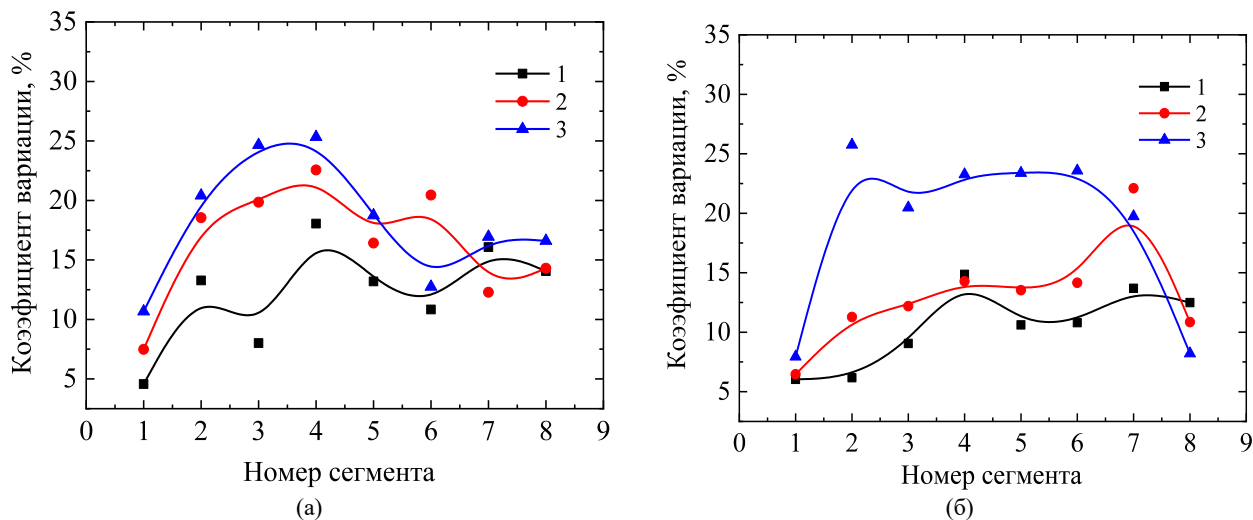 Коэффициент вариации, %
35
30
25
20
15
10
5
1
2
3
0 1 2 3 4 5 6 7 8 9
Номер сегмента
(а)
Коэффициент вариации, %
35
30
25
20
15
10
5
1
2
3
0 1 2 3 4 5 6 7 8 9
Номер сегмента
(б)